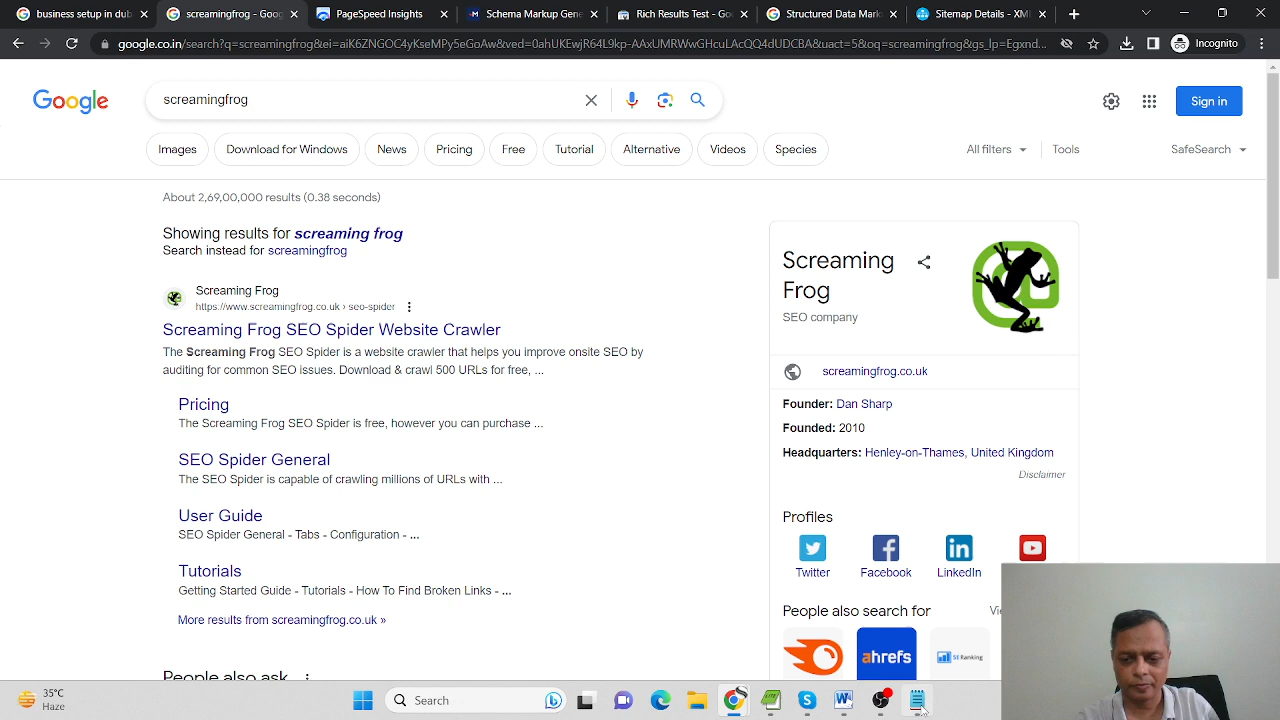 business setup in dub
screamingfrog - Goog
PageSpeed Insights
Schema Markup Gene
Rich Results Test - Goo
Structured Data Mark
Sitemap Details - XML
google.co.in/search?q=screamingfrog&ei=aiK6ZNGOC4yKseMPy5eGoAw&ved=0ahUKEwjR64L9kp-AAxUMRWwGHcuLAcQQ4dUDCBA&uact=5&oq=screamingfrog&gs_lp=Egxnd...
Incognito
Google
screamingfrog
Sign in
Images
Download for Windows
News
Pricing
Free
Tutorial
Alternative
Videos
Species
All filters
Tools
SafeSearch
About 2,69,00,000 results (0.38 seconds)
Showing results for screaming frog
Search instead for screamingfrog
Screaming Frog
https://www.screamingfrog.co.uk › seo-spider
Screaming Frog SEO Spider Website Crawler
The Screaming Frog SEO Spider is a website crawler that helps you improve onsite SEO by
auditing for common SEO issues. Download & crawl 500 URLs for free, ...
Pricing
The Screaming Frog SEO Spider is free, however you can purchase ...
SEO Spider General
The SEO Spider is capable of crawling millions of URLs with ...
User Guide
SEO Spider General - Tabs - Configuration - ...
Tutorials
Getting Started Guide - Tutorials - How To Find Broken Links - ...
More results from screamingfrog.co.uk »
People also ask
Screaming
Frog
SEO company
screamingfrog.co.uk
Founder: Dan Sharp
Founded: 2010
Headquarters: Henley-on-Thames, United Kingdom
Disclaimer
Profiles
Twitter
Facebook
LinkedIn
People also search for
ahrefs
SE Ranking
35°C
Haze
Search